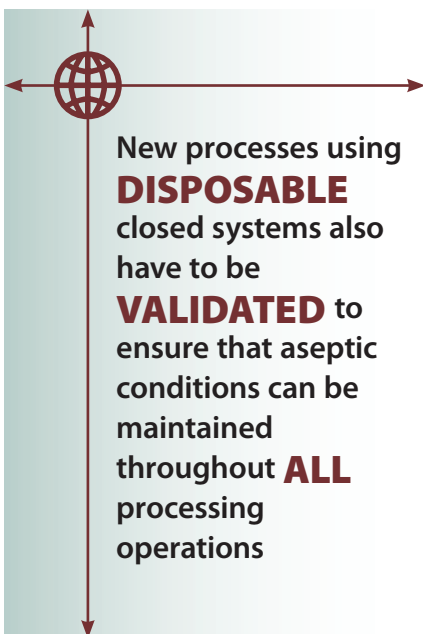 New processes using
DISPOSABLE
closed systems also
have to be
VALIDATED to
ensure that aseptic
conditions can be
maintained
throughout ALL
processing
operations